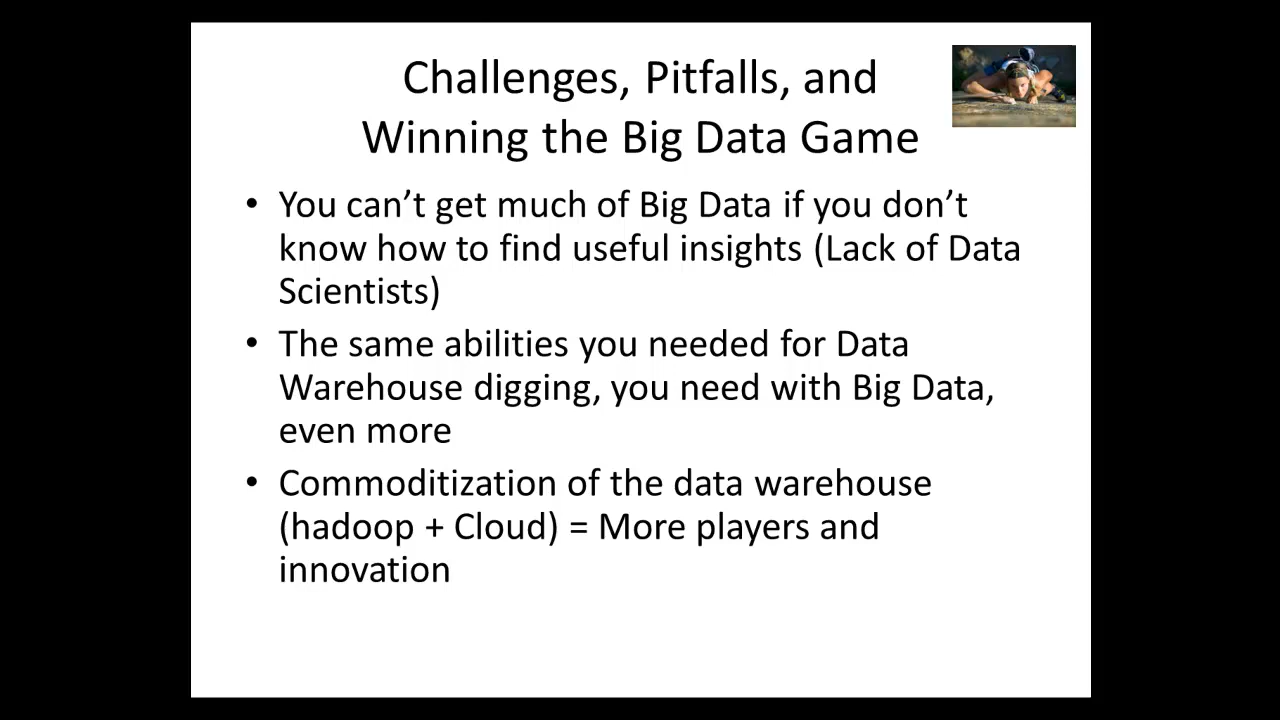 Challenges, Pitfalls, and
Winning the Big Data Game
• You can’t get much of Big Data if you don’t
know how to find useful insights (Lack of Data
Scientists)
• The same abilities you needed for Data
Warehouse digging, you need with Big Data,
even more
• Commoditization of the data warehouse
(hadoop + Cloud) = More players and
innovation